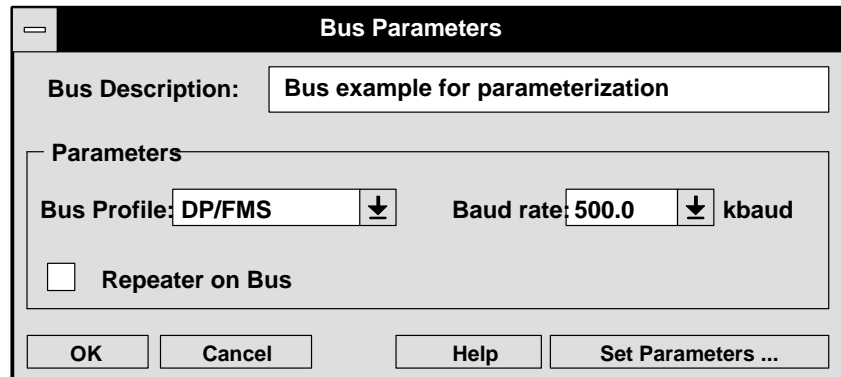 Bus Parameters
Bus Description: Bus example for parameterization
Parameters
Bus Profile: DP/FMS Baud rate: 500.0 kbaud
Repeater on Bus
OK Cancel Help Set Parameters ...